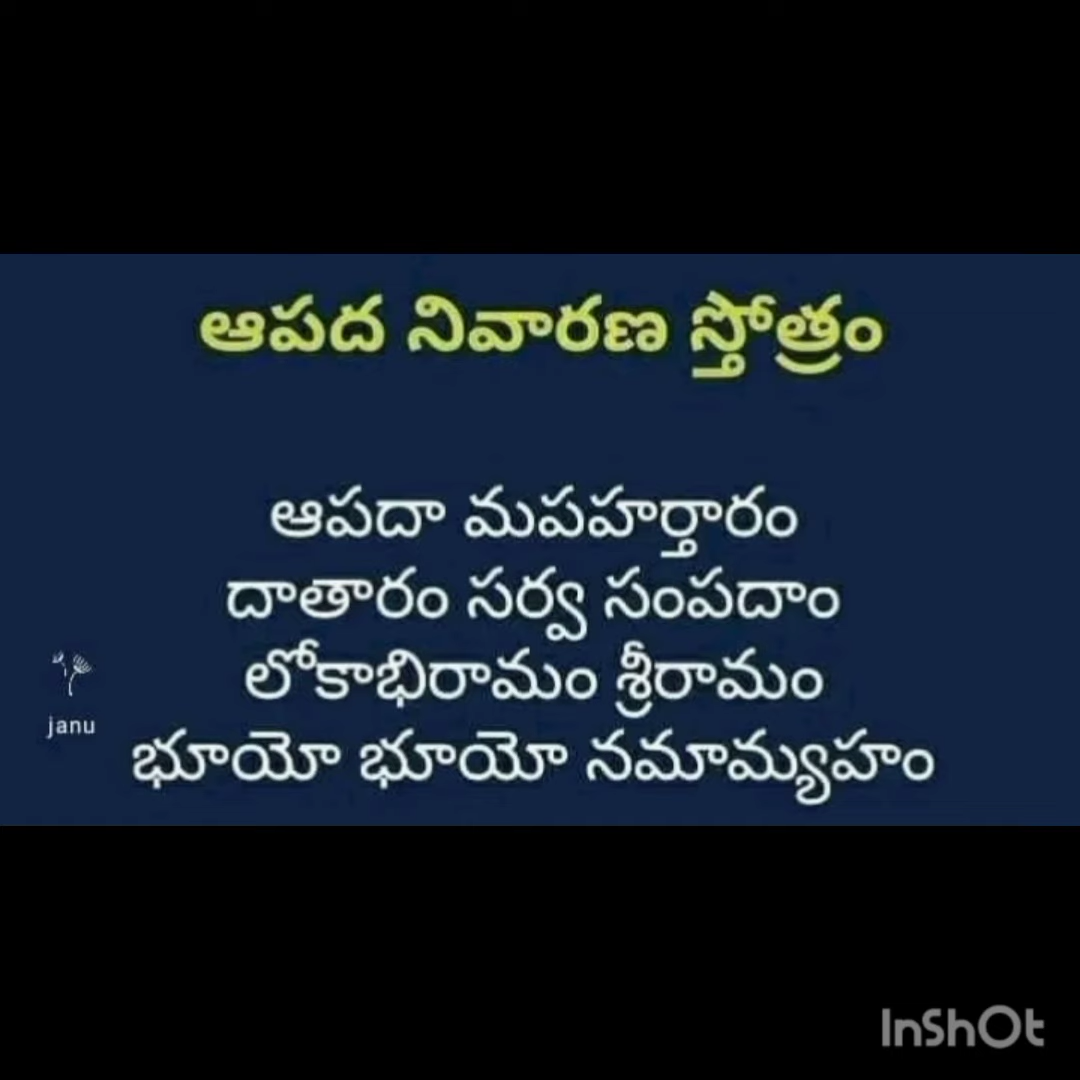 ఆపద నివారణ స్తోత్రం
ఆపదా మపహర్తారం
దాతారం సర్వ సంపదాం
లోకాభిరామం శ్రీరామం
భూయో భూయో నమామ్యహం
janu
InShOt